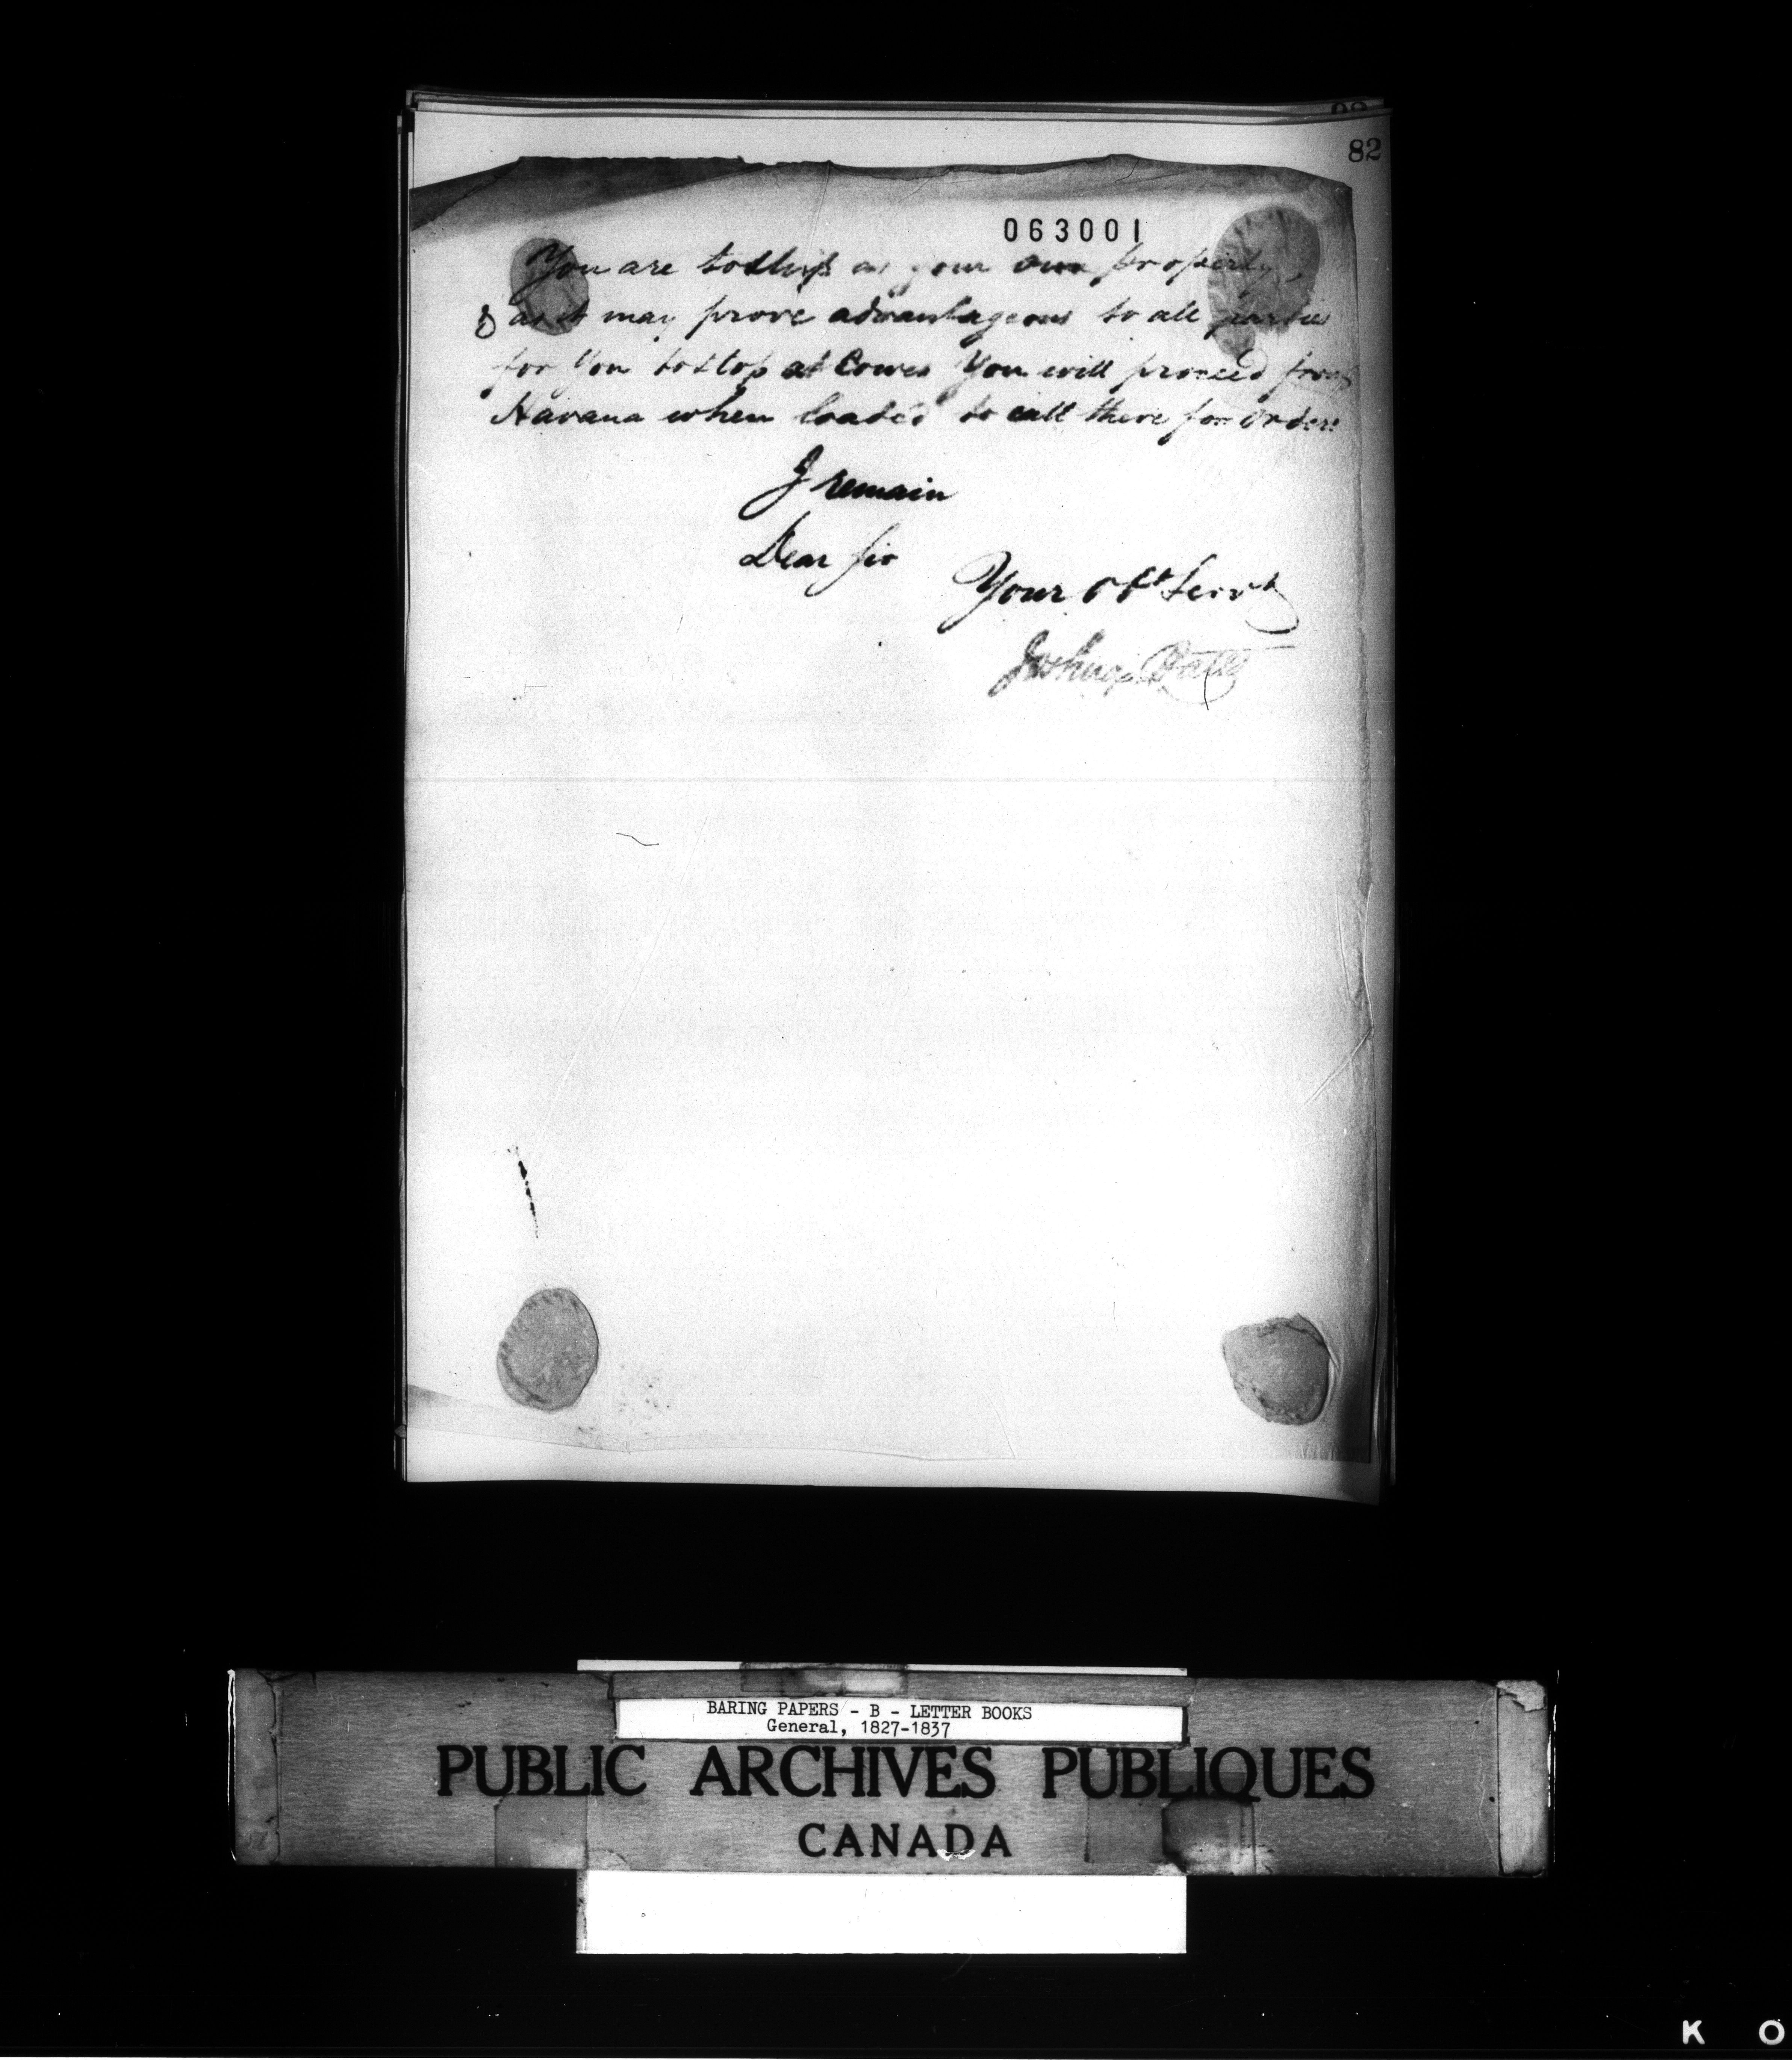 82
063001
You are to ship as your own property,
& as it may prove advantageous to all parties
for you to stop at Cowes You will proceed from
Havana when loaded to call there for orders
I remain
Dear Sir
Your Obt Servt
Joshua Bates
BARING PAPERS - B - LETTER BOOKS
General, 1827-1837
PUBLIC ARCHIVES PUBLIQUES
CANADA
K O